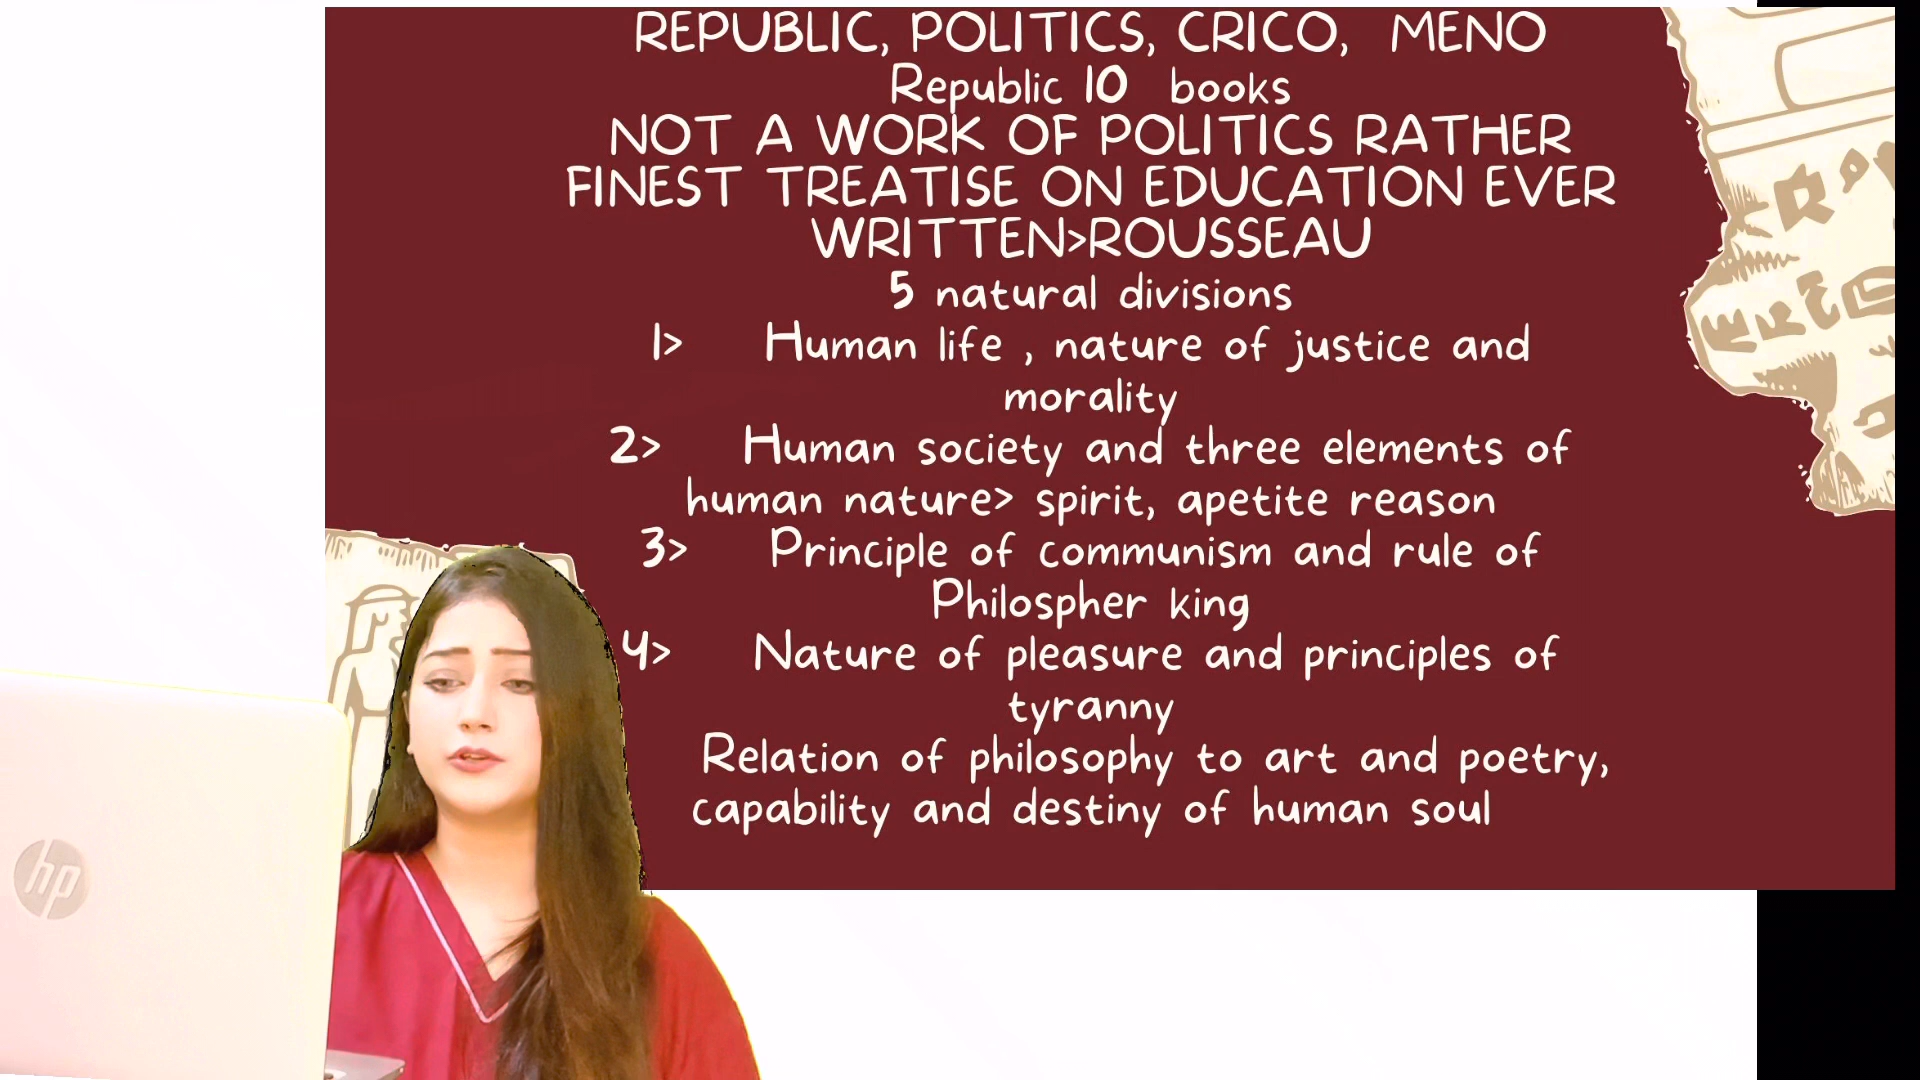 REPUBLIC, POLITICS, CRICO, MENO
Republic 10 books
NOT A WORK OF POLITICS RATHER
FINEST TREATISE ON EDUCATION EVER
WRITTEN>ROUSSEAU
5 natural divisions
1> Human life , nature of justice and
morality
2> Human society and three elements of
human nature> spirit, apetite reason
3> Principle of communism and rule of
Philospher king
4> Nature of pleasure and principles of
tyranny
Relation of philosophy to art and poetry,
capability and destiny of human soul
hp